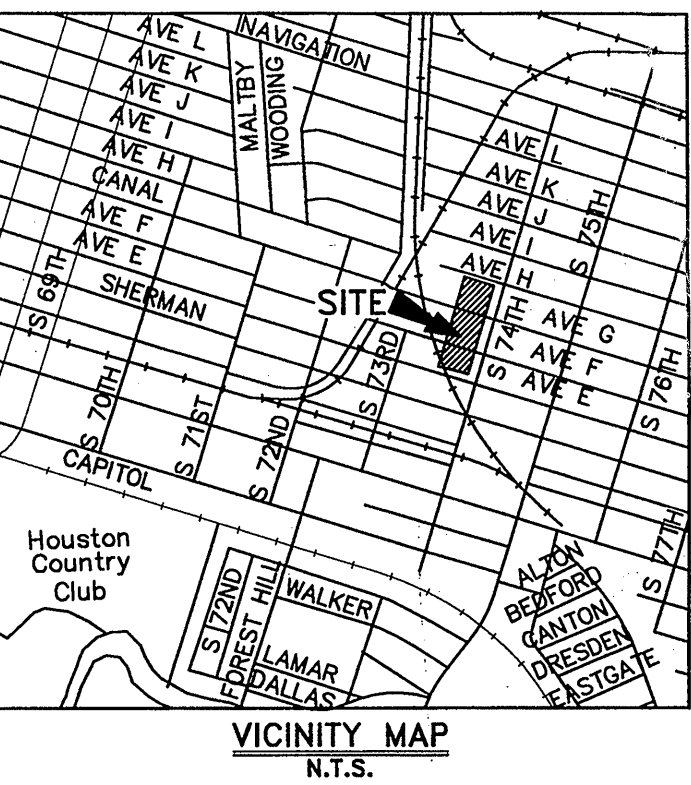 AVE L
AVE K
AVE J
AVE I
AVE H
CANAL
AVE F
AVE E
SHERMAN
NAVIGATION
MALTBY
WOODING
AVE L
AVE K
AVE J
AVE I
AVE H
S 75TH
SITE
S 74TH
AVE G
AVE F
AVE E
S 76TH
S 69TH
S 70TH
S 71ST
S 72ND
S 73RD
CAPITOL
S 77TH
Houston
Country
Club
S 172ND
FOREST HILL
WALKER
LAMAR
DALLAS
ALTON
BEDFORD
CANTON
DRESDEN
EASTGATE
VICINITY MAP
N.T.S.